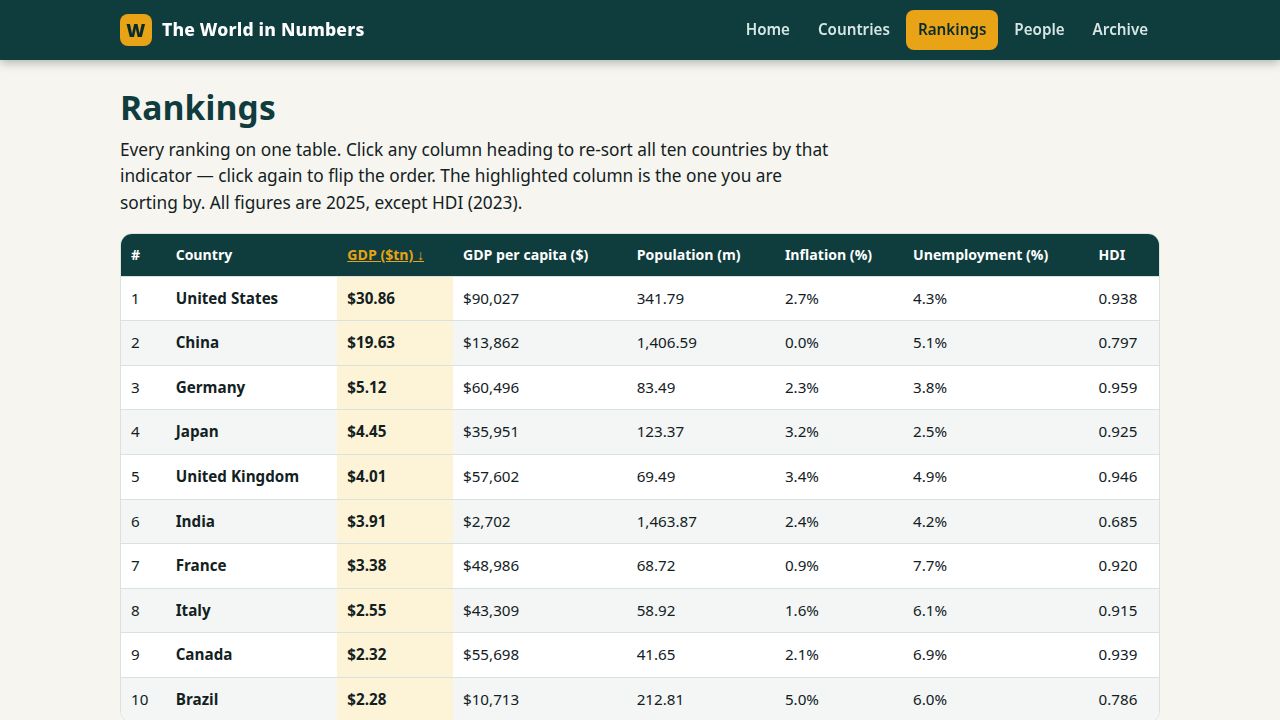 W The World in Numbers Home Countries Rankings People Archive
Rankings
Every ranking on one table. Click any column heading to re-sort all ten countries by that
indicator — click again to flip the order. The highlighted column is the one you are
sorting by. All figures are 2025, except HDI (2023).
# Country GDP ($tn) ↓ GDP per capita ($) Population (m) Inflation (%) Unemployment (%) HDI
1 United States $30.86 $90,027 341.79 2.7% 4.3% 0.938
2 China $19.63 $13,862 1,406.59 0.0% 5.1% 0.797
3 Germany $5.12 $60,496 83.49 2.3% 3.8% 0.959
4 Japan $4.45 $35,951 123.37 3.2% 2.5% 0.925
5 United Kingdom $4.01 $57,602 69.49 3.4% 4.9% 0.946
6 India $3.91 $2,702 1,463.87 2.4% 4.2% 0.685
7 France $3.38 $48,986 68.72 0.9% 7.7% 0.920
8 Italy $2.55 $43,309 58.92 1.6% 6.1% 0.915
9 Canada $2.32 $55,698 41.65 2.1% 6.9% 0.939
10 Brazil $2.28 $10,713 212.81 5.0% 6.0% 0.786